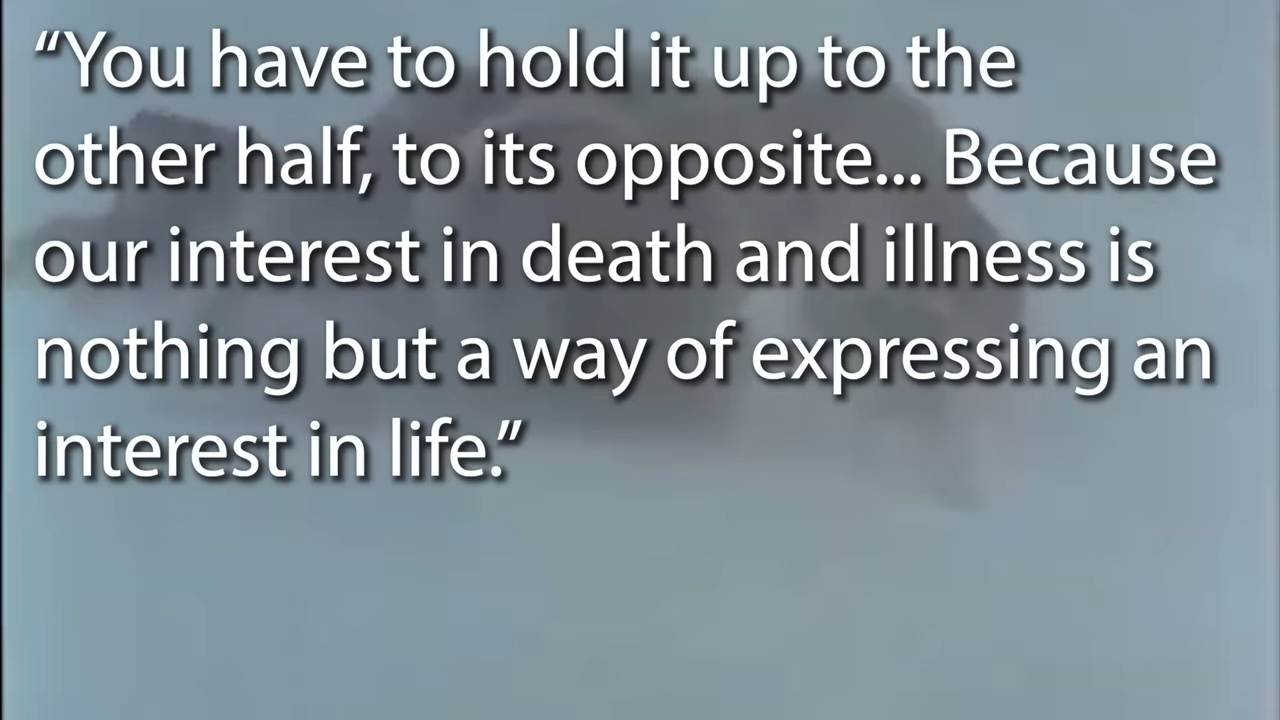 “You have to hold it up to the
other half, to its opposite... Because
our interest in death and illness is
nothing but a way of expressing an
interest in life.”